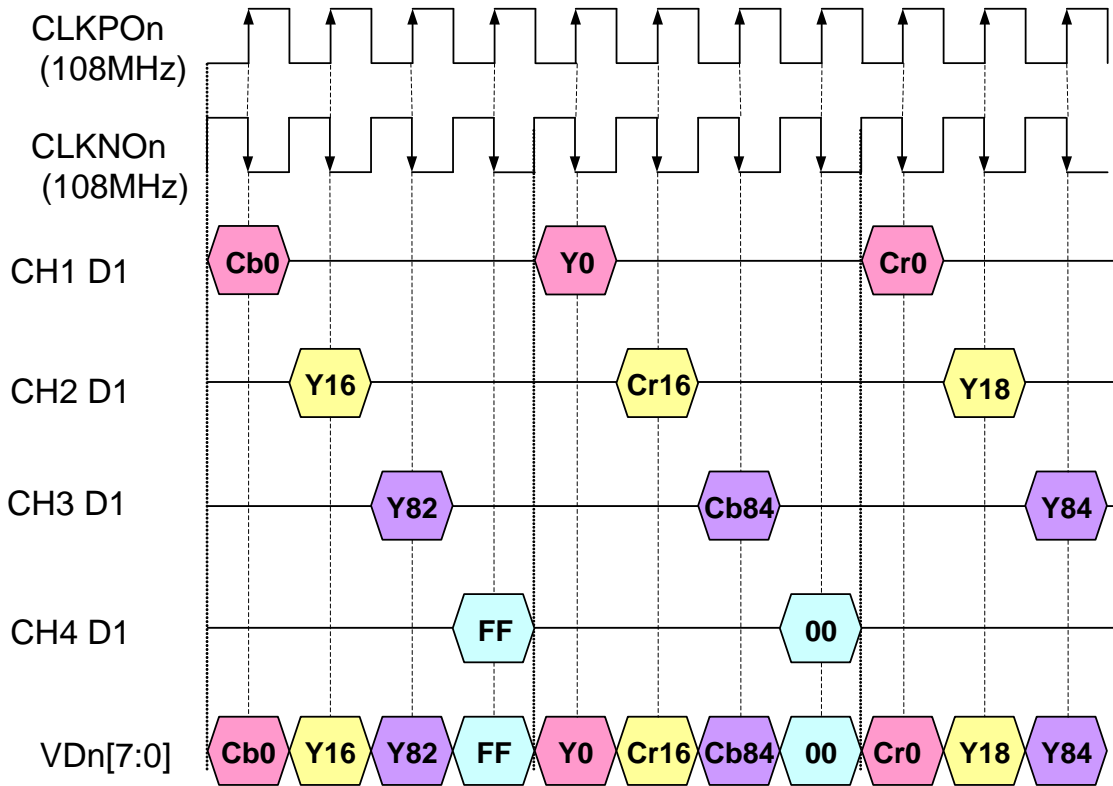 CLKPOn
(108MHz)
CLKNOn
(108MHz)
CH1 D1
Cb0
Y0
Cr0
CH2 D1
Y16
Cr16
Y18
CH3 D1
Y82
Cb84
Y84
CH4 D1
FF
00
VDn[7:0]
Cb0
Y16
Y82
FF
Y0
Cr16
Cb84
00
Cr0
Y18
Y84